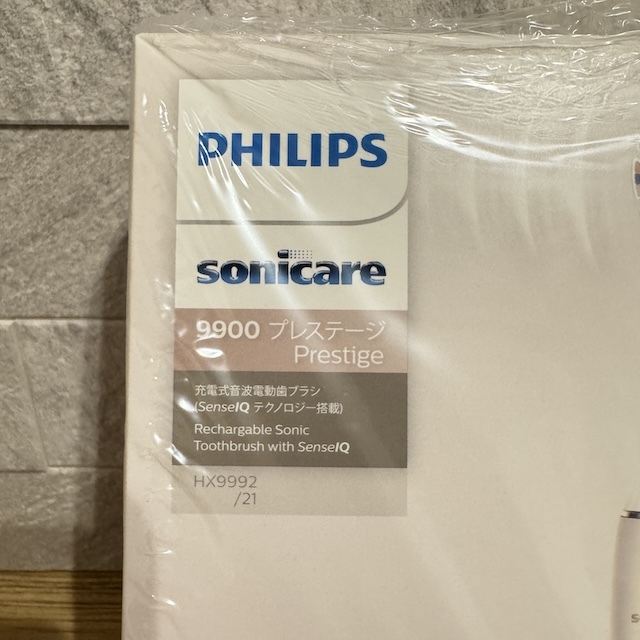 PHILIPS
sonicare
9900 プレステージ
Prestige
充電式音波電動歯ブラシ
(SenseIQ テクノロジー搭載)
Rechargable Sonic
Toothbrush with SenseIQ
HX9992
/21